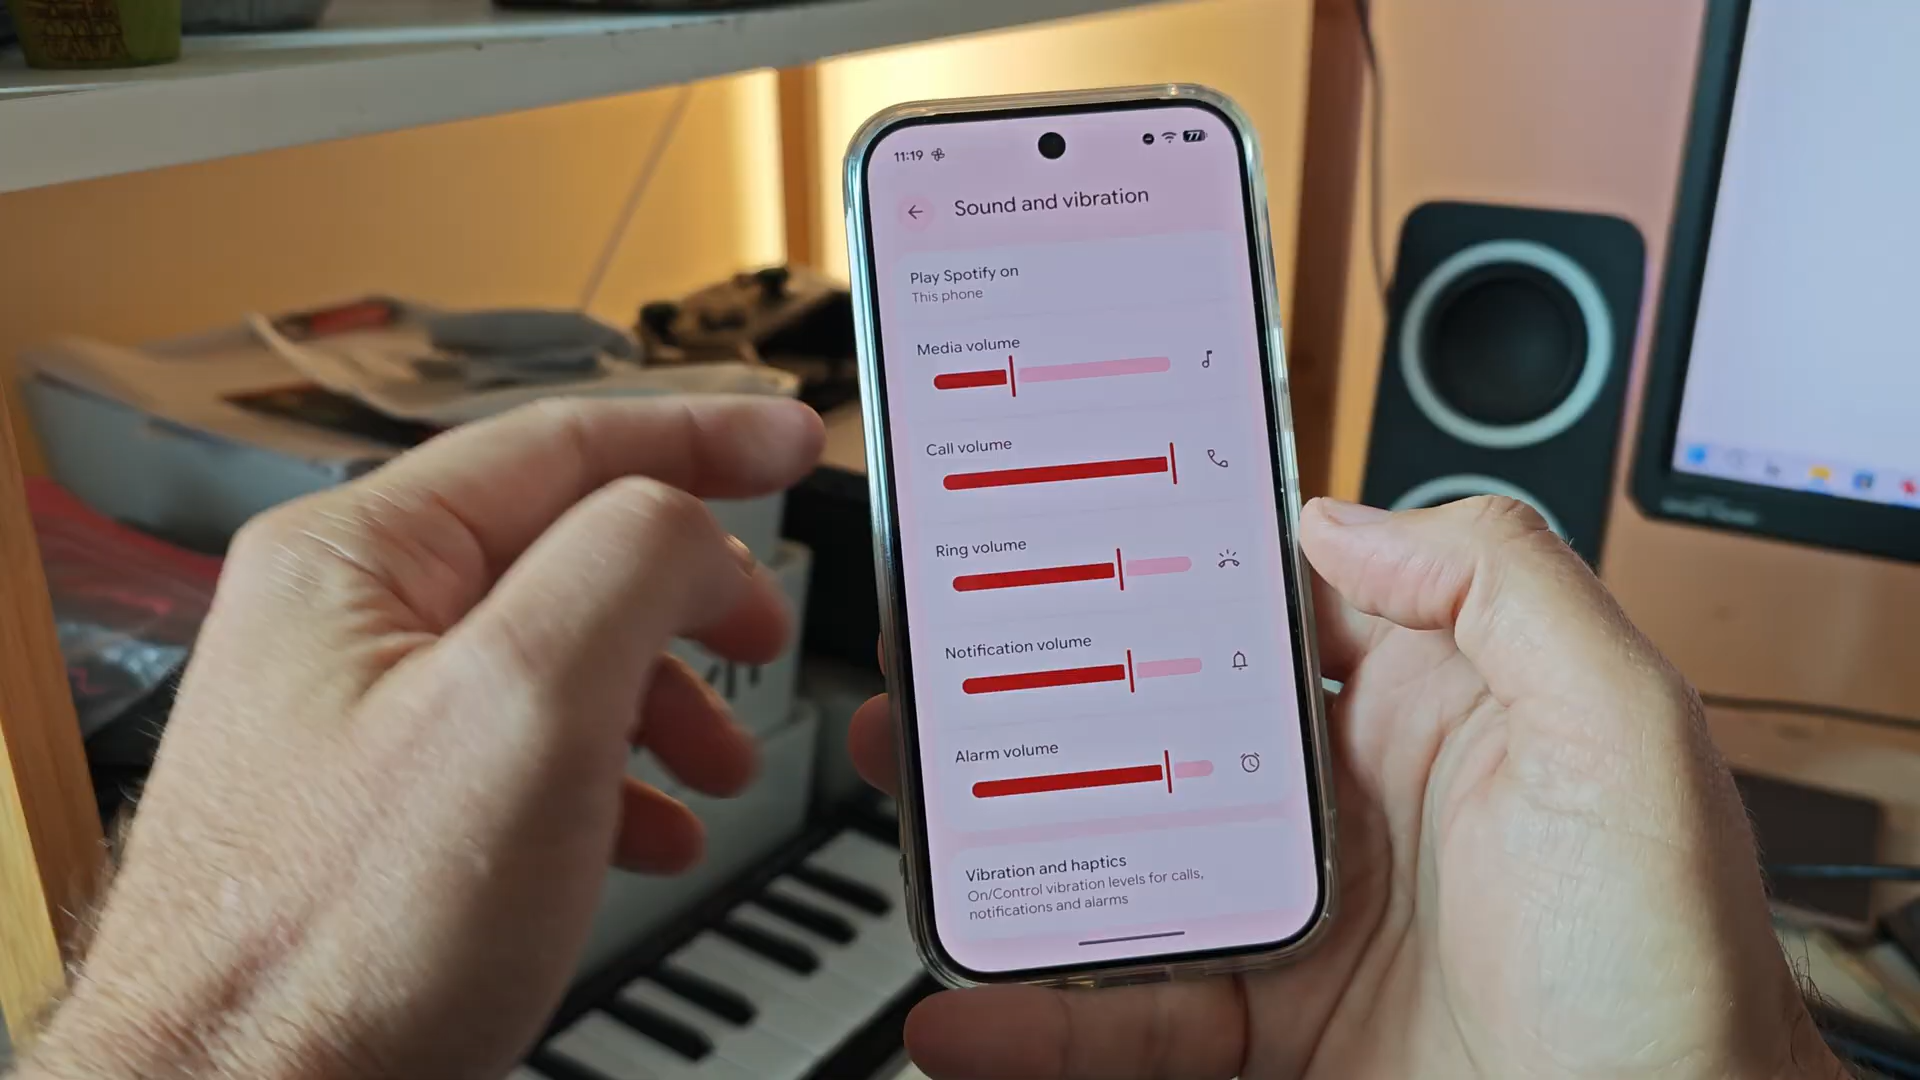 11:19
77
Sound and vibration
Play Spotify on
This phone
Media volume
Call volume
Ring volume
Notification volume
Alarm volume
Vibration and haptics
On/Control vibration levels for calls,
notifications and alarms